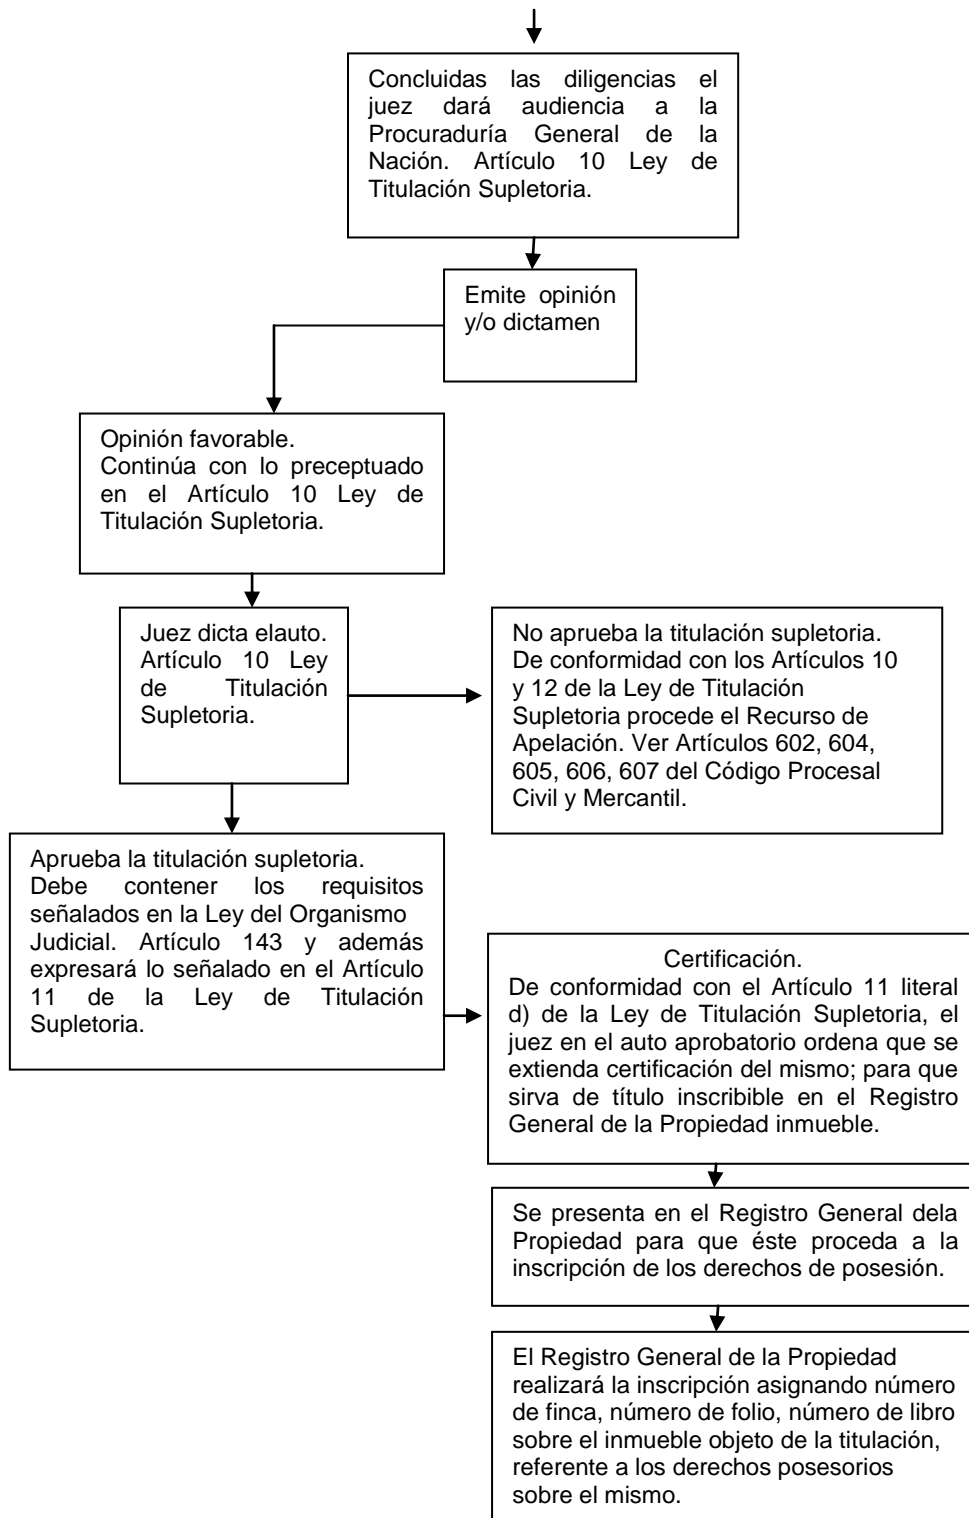 Concluidas las diligencias el
juez dará audiencia a la
Procuraduría General de la
Nación. Artículo 10 Ley de
Titulación Supletoria.
Emite opinión
y/o dictamen
Opinión favorable.
Continúa con lo preceptuado
en el Artículo 10 Ley de
Titulación Supletoria.
Juez dicta elauto.
Artículo 10 Ley
de Titulación
Supletoria.
No aprueba la titulación supletoria.
De conformidad con los Artículos 10
y 12 de la Ley de Titulación
Supletoria procede el Recurso de
Apelación. Ver Artículos 602, 604,
605, 606, 607 del Código Procesal
Civil y Mercantil.
Aprueba la titulación supletoria.
Debe contener los requisitos
señalados en la Ley del Organismo
Judicial. Artículo 143 y además
expresará lo señalado en el Artículo
11 de la Ley de Titulación
Supletoria.
Certificación.
De conformidad con el Artículo 11 literal
d) de la Ley de Titulación Supletoria, el
juez en el auto aprobatorio ordena que se
extienda certificación del mismo; para que
sirva de título inscribible en el Registro
General de la Propiedad inmueble.
Se presenta en el Registro General dela
Propiedad para que éste proceda a la
inscripción de los derechos de posesión.
El Registro General de la Propiedad
realizará la inscripción asignando número
de finca, número de folio, número de libro
sobre el inmueble objeto de la titulación,
referente a los derechos posesorios
sobre el mismo.